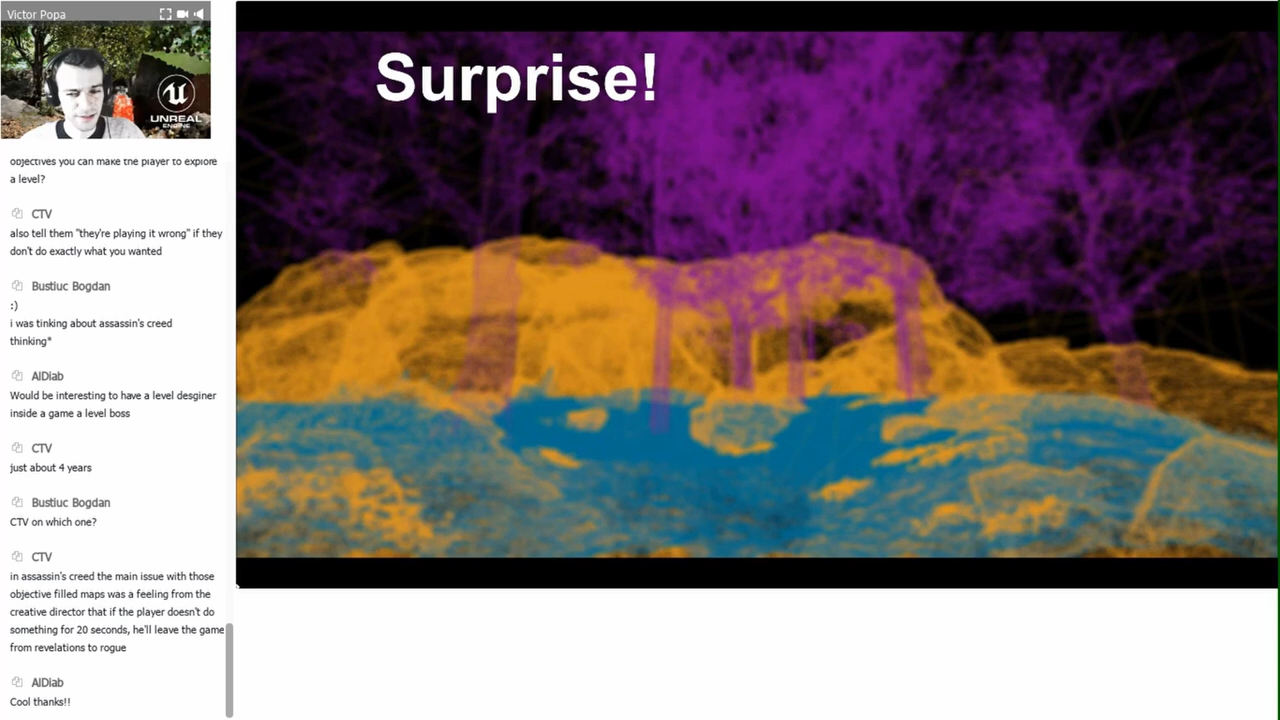 Victor Popa
UNREAL
ENGINE
objectives you can make the player to explore
a level?
CTV
also tell them "they're playing it wrong" if they
don't do exactly what you wanted
Bustiuc Bogdan
:)
i was tinking about assassin's creed
thinking*
AlDiab
Would be interesting to have a level desginer
inside a game a level boss
CTV
just about 4 years
Bustiuc Bogdan
CTV on which one?
CTV
in assassin's creed the main issue with those
objective filled maps was a feeling from the
creative director that if the player doesn't do
something for 20 seconds, he'll leave the game
from revelations to rogue
AlDiab
Cool thanks!!
Surprise!